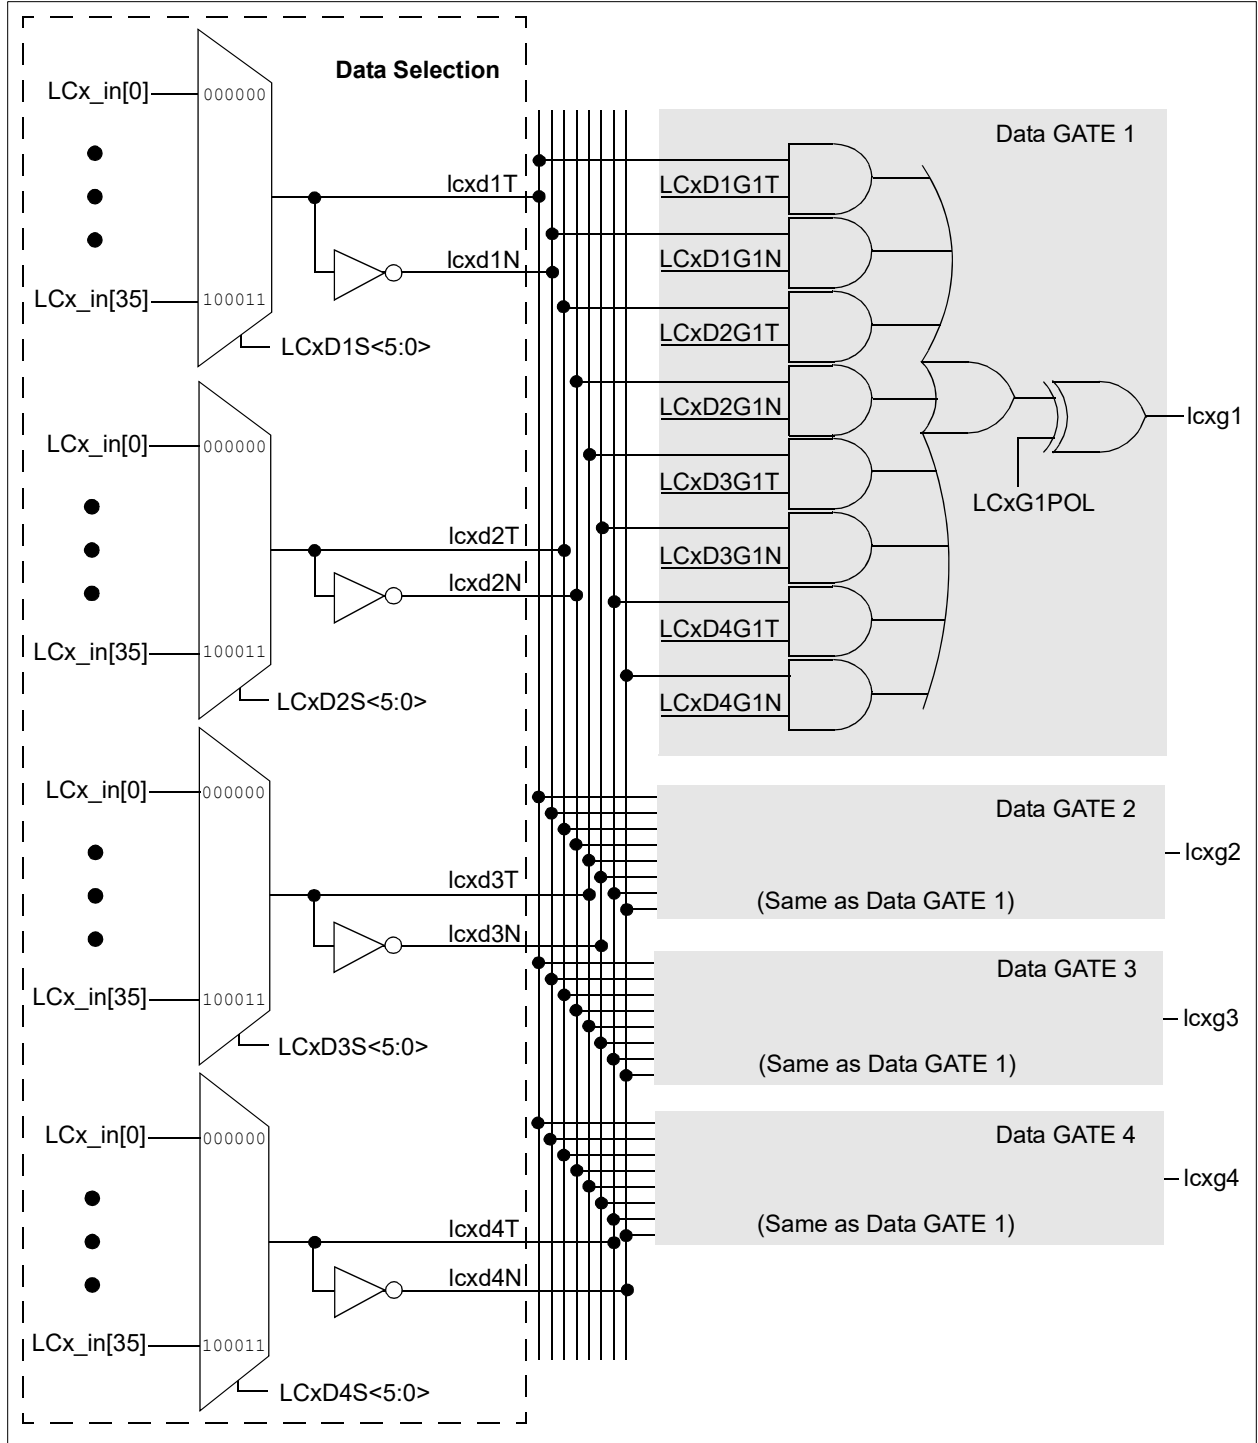 Data Selection
LCx_in[0]
000000
LCx_in[35]
100011
LCxD1S<5:0>
lcxd1T
lcxd1N
LCx_in[0]
000000
LCx_in[35]
100011
LCxD2S<5:0>
lcxd2T
lcxd2N
LCx_in[0]
000000
LCx_in[35]
100011
LCxD3S<5:0>
lcxd3T
lcxd3N
LCx_in[0]
000000
LCx_in[35]
100011
LCxD4S<5:0>
lcxd4T
lcxd4N
Data GATE 1
LCxD1G1T
LCxD1G1N
LCxD2G1T
LCxD2G1N
LCxD3G1T
LCxD3G1N
LCxD4G1T
LCxD4G1N
LCxG1POL
lcxg1
Data GATE 2
(Same as Data GATE 1)
lcxg2
Data GATE 3
(Same as Data GATE 1)
lcxg3
Data GATE 4
(Same as Data GATE 1)
lcxg4